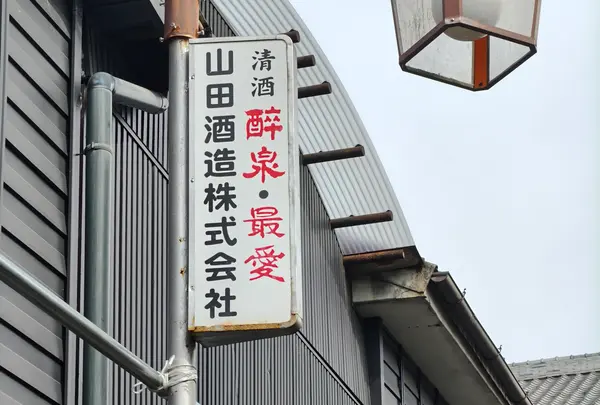 清酒 酔泉・最愛
山田酒造株式会社